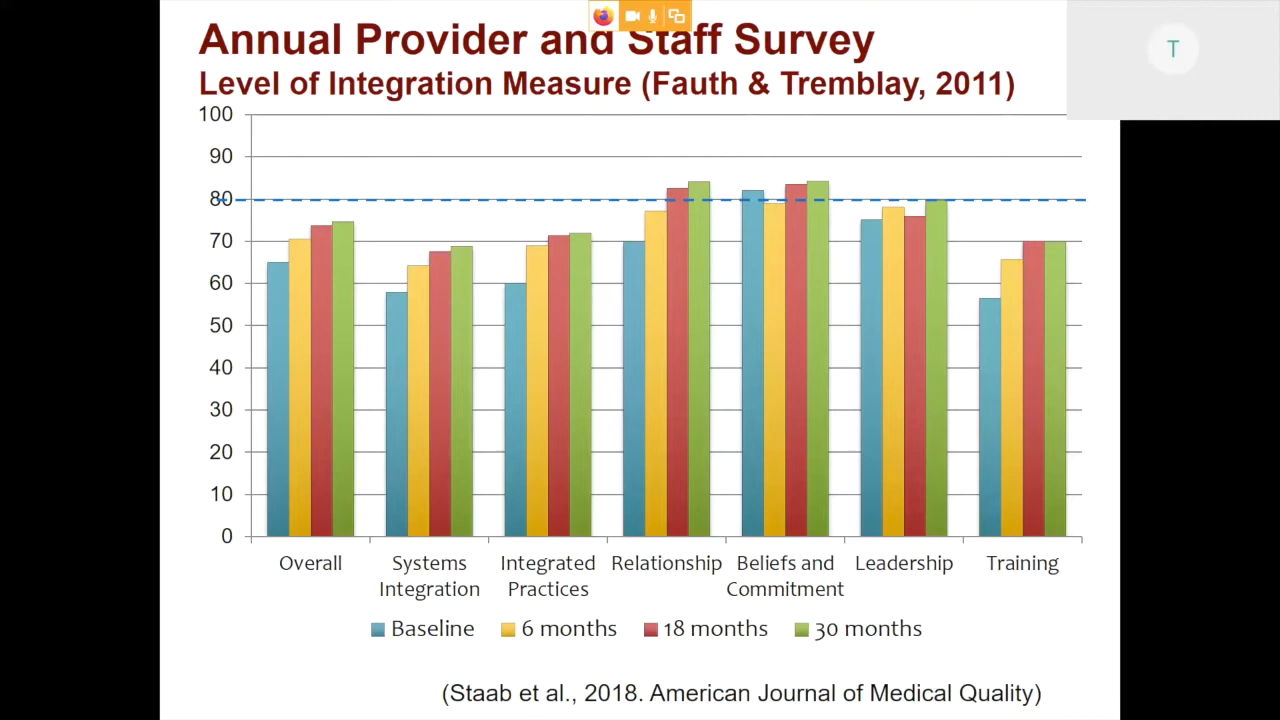 Annual Provider and Staff Survey
Level of Integration Measure (Fauth & Tremblay, 2011)
T
100
90
80
70
60
50
40
30
20
10
0
Overall
Systems
Integration
Integrated
Practices
Relationship
Beliefs and
Commitment
Leadership
Training
Baseline
6 months
18 months
30 months
(Staab et al., 2018. American Journal of Medical Quality)